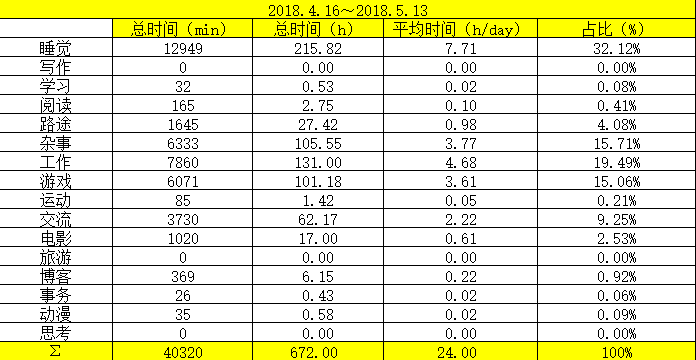 2018.4.16～2018.5.13
总时间（min） 总时间（h） 平均时间（h/day） 占比（%）
睡觉 12949 215.82 7.71 32.12%
写作 0 0.00 0.00 0.00%
学习 32 0.53 0.02 0.08%
阅读 165 2.75 0.10 0.41%
路途 1645 27.42 0.98 4.08%
杂事 6333 105.55 3.77 15.71%
工作 7860 131.00 4.68 19.49%
游戏 6071 101.18 3.61 15.06%
运动 85 1.42 0.05 0.21%
交流 3730 62.17 2.22 9.25%
电影 1020 17.00 0.61 2.53%
旅游 0 0.00 0.00 0.00%
博客 369 6.15 0.22 0.92%
事务 26 0.43 0.02 0.06%
动漫 35 0.58 0.02 0.09%
思考 0 0.00 0.00 0.00%
Σ 40320 672.00 24.00 100%